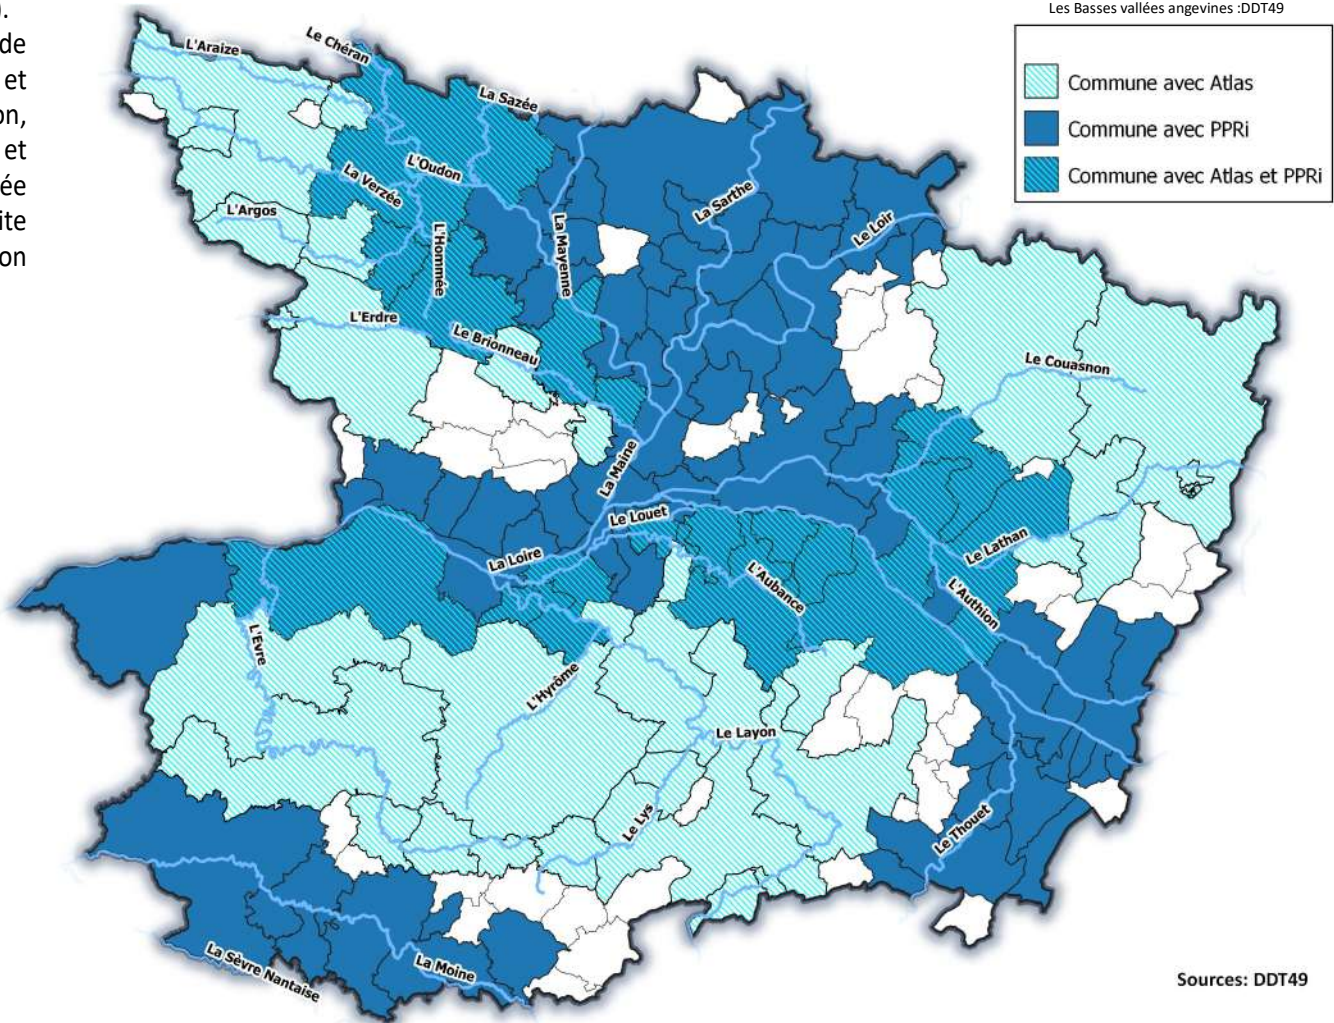 ).
de
et
on,
et
ée
ite
on
Les Basses vallées angevines :DDT49
Commune avec Atlas
Commune avec PPRi
Commune avec Atlas et PPRi
L'Araize
Le Chéran
La Sazée
L'Oudon
La Verzée
L'Argos
L'Hommée
La Mayenne
La Sarthe
Le Loir
L'Erdre
Le Brionneau
Le Couasnon
La Maine
Le Louet
La Loire
Le Lathan
L'Aubance
L'Authion
L'Evre
L'Hyrôme
Le Layon
Le Lys
Le Thouet
La Moine
La Sèvre Nantaise
Sources: DDT49